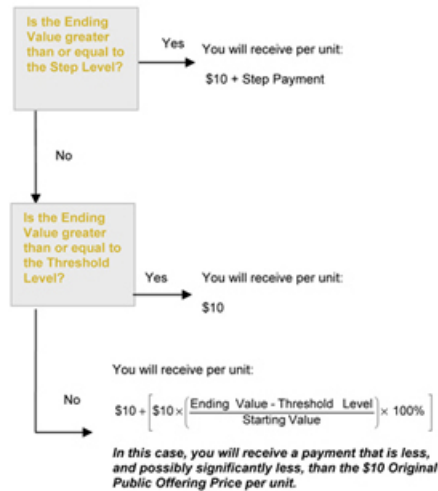 Is the Ending
Value greater
than or equal to
the Step Level?
Yes
You will receive per unit:
$10 + Step Payment
No
Is the Ending
Value greater
than or equal to
the Threshold
Level?
Yes
You will receive per unit:
$10
You will receive per unit:
No
$10 + [$10 × (Ending Value - Threshold Level / Starting Value) × 100%]
In this case, you will receive a payment that is less,
and possibly significantly less, than the $10 Original
Public Offering Price per unit.